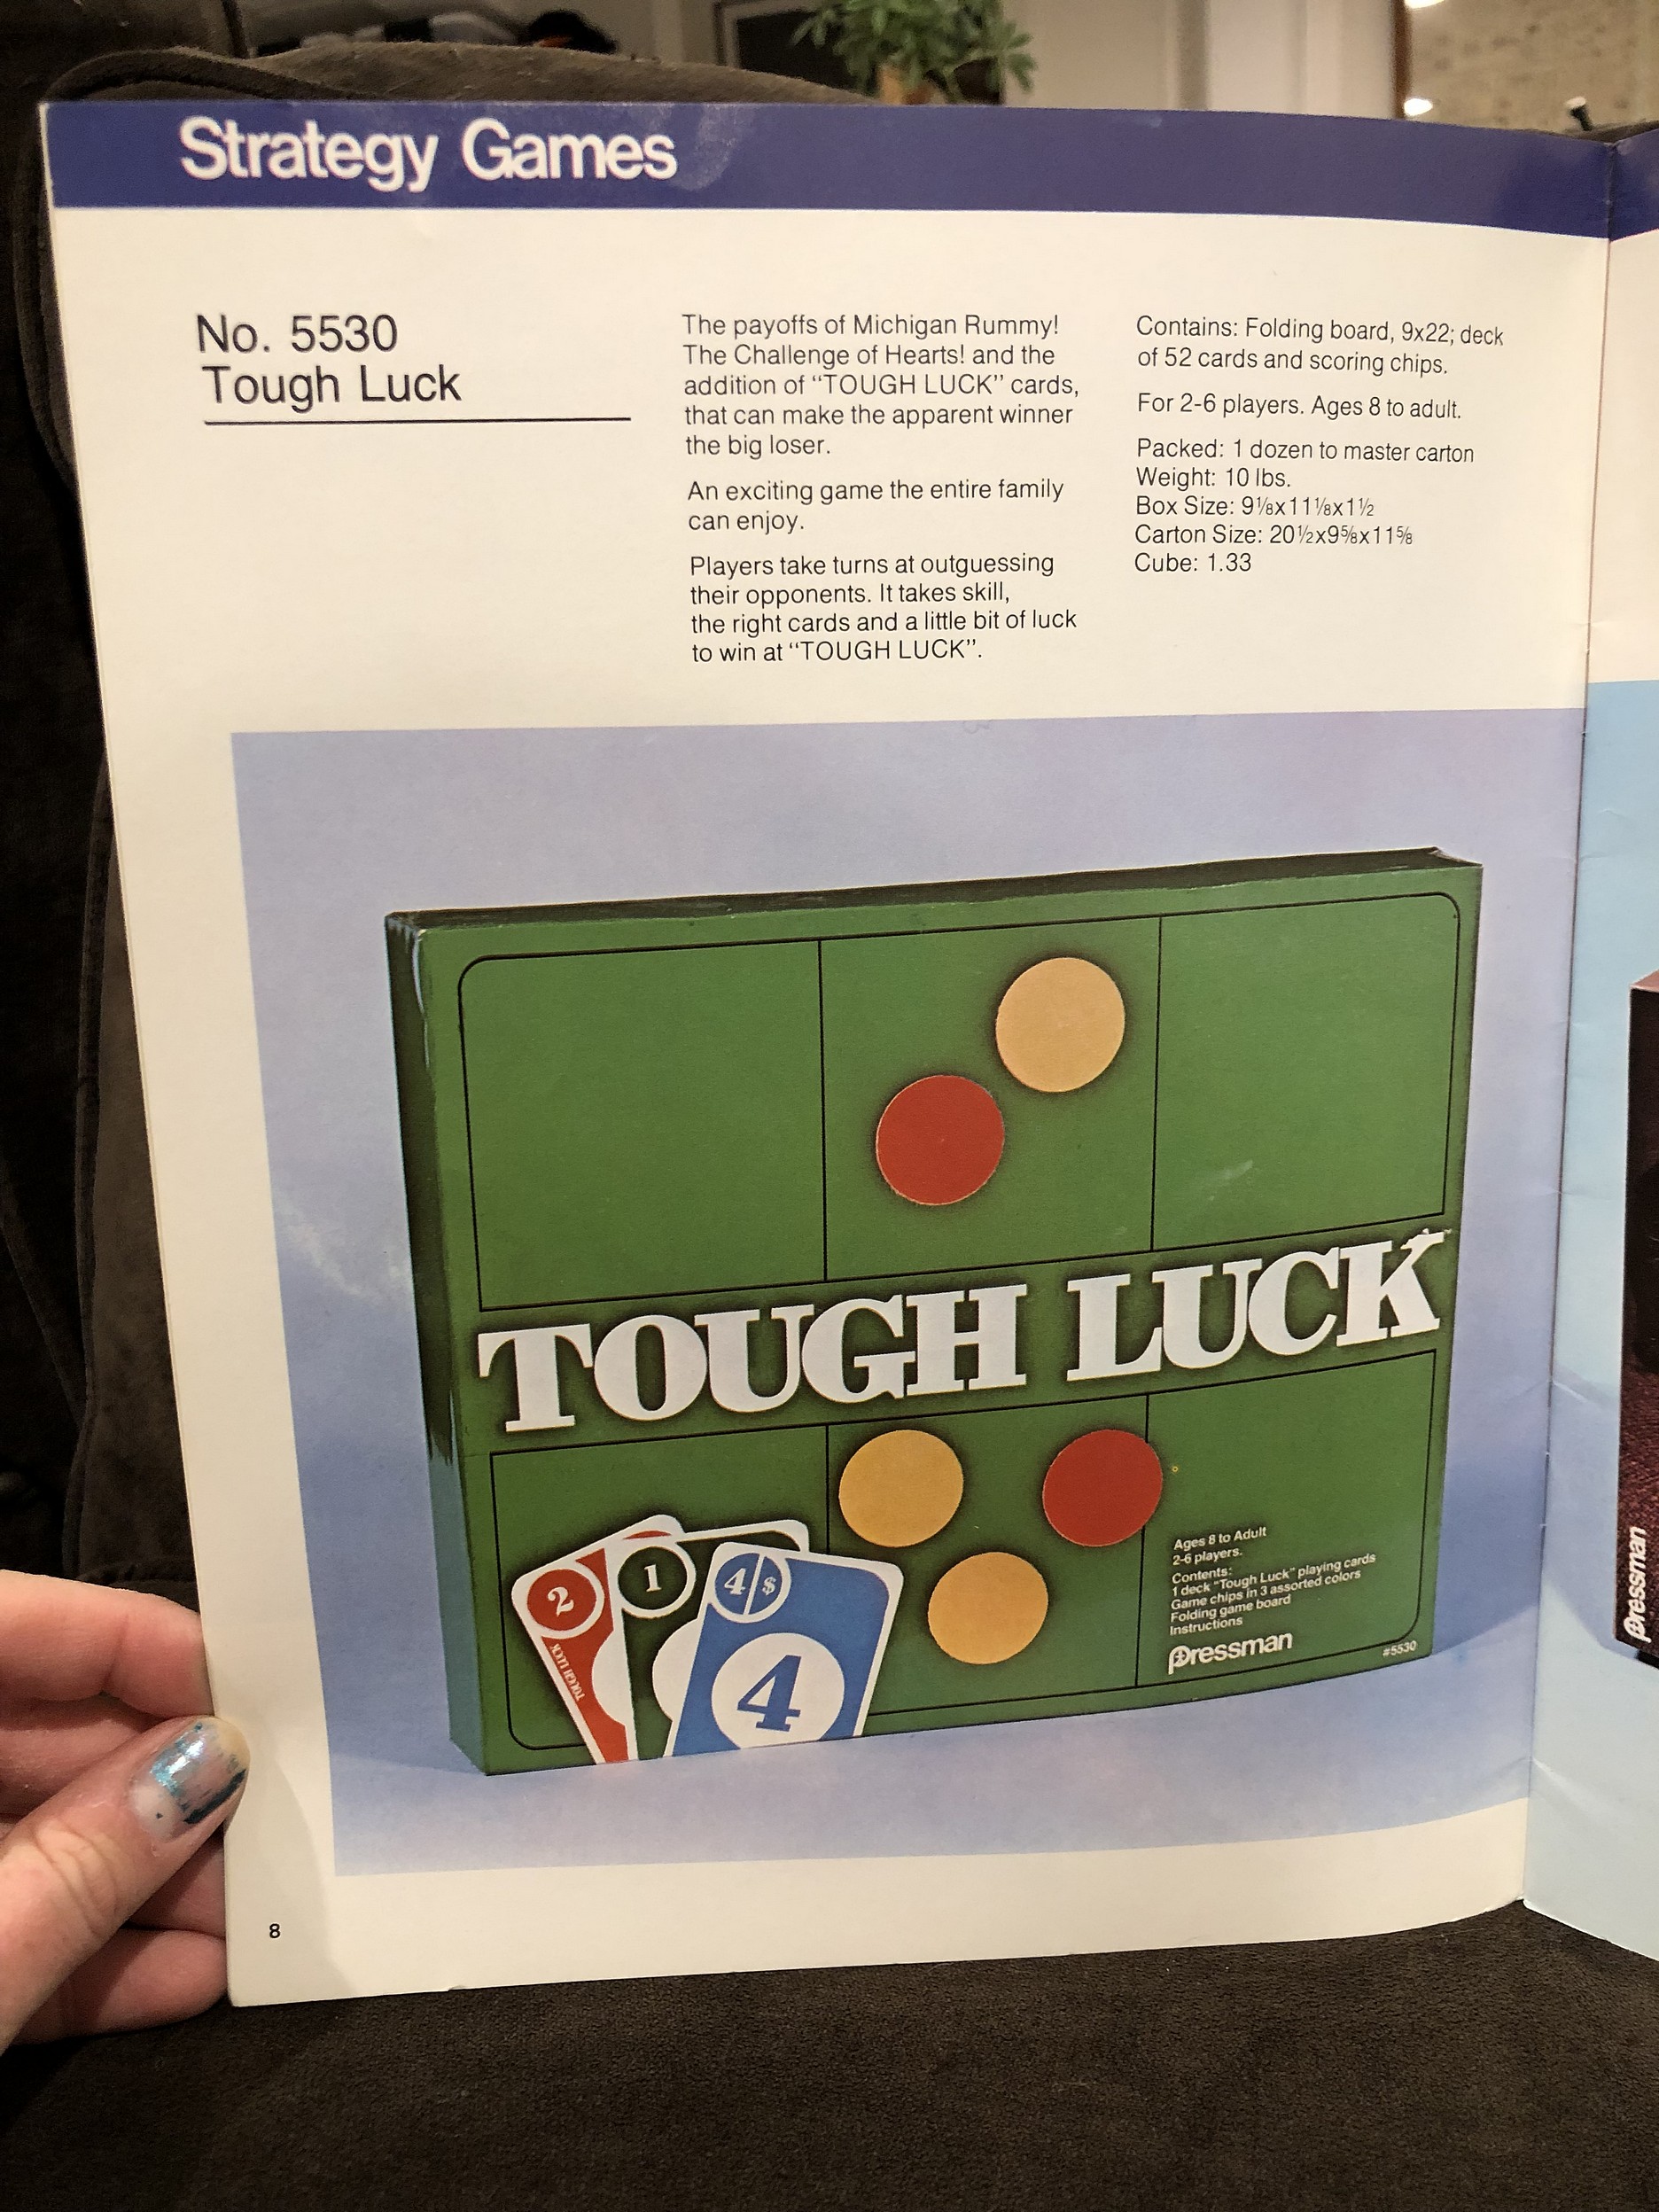 Strategy Games
No. 5530
Tough Luck
The payoffs of Michigan Rummy!
The Challenge of Hearts! and the
addition of “TOUGH LUCK” cards,
that can make the apparent winner
the big loser.
An exciting game the entire family
can enjoy.
Players take turns at outguessing
their opponents. It takes skill,
the right cards and a little bit of luck
to win at “TOUGH LUCK”.
Contains: Folding board, 9x22; deck
of 52 cards and scoring chips.
For 2-6 players. Ages 8 to adult.
Packed: 1 dozen to master carton
Weight: 10 lbs.
Box Size: 9⅛x11⅛x1½
Carton Size: 20½x9⅝x11⅝
Cube: 1.33
TOUGH LUCK™
2
TOUGH LUCK
1
4 $
4
Ages 8 to Adult
2-6 players.
Contents:
1 deck “Tough Luck” playing cards
Game chips in 3 assorted colors
Folding game board
Instructions
Pressman
#5530
Pressman
8